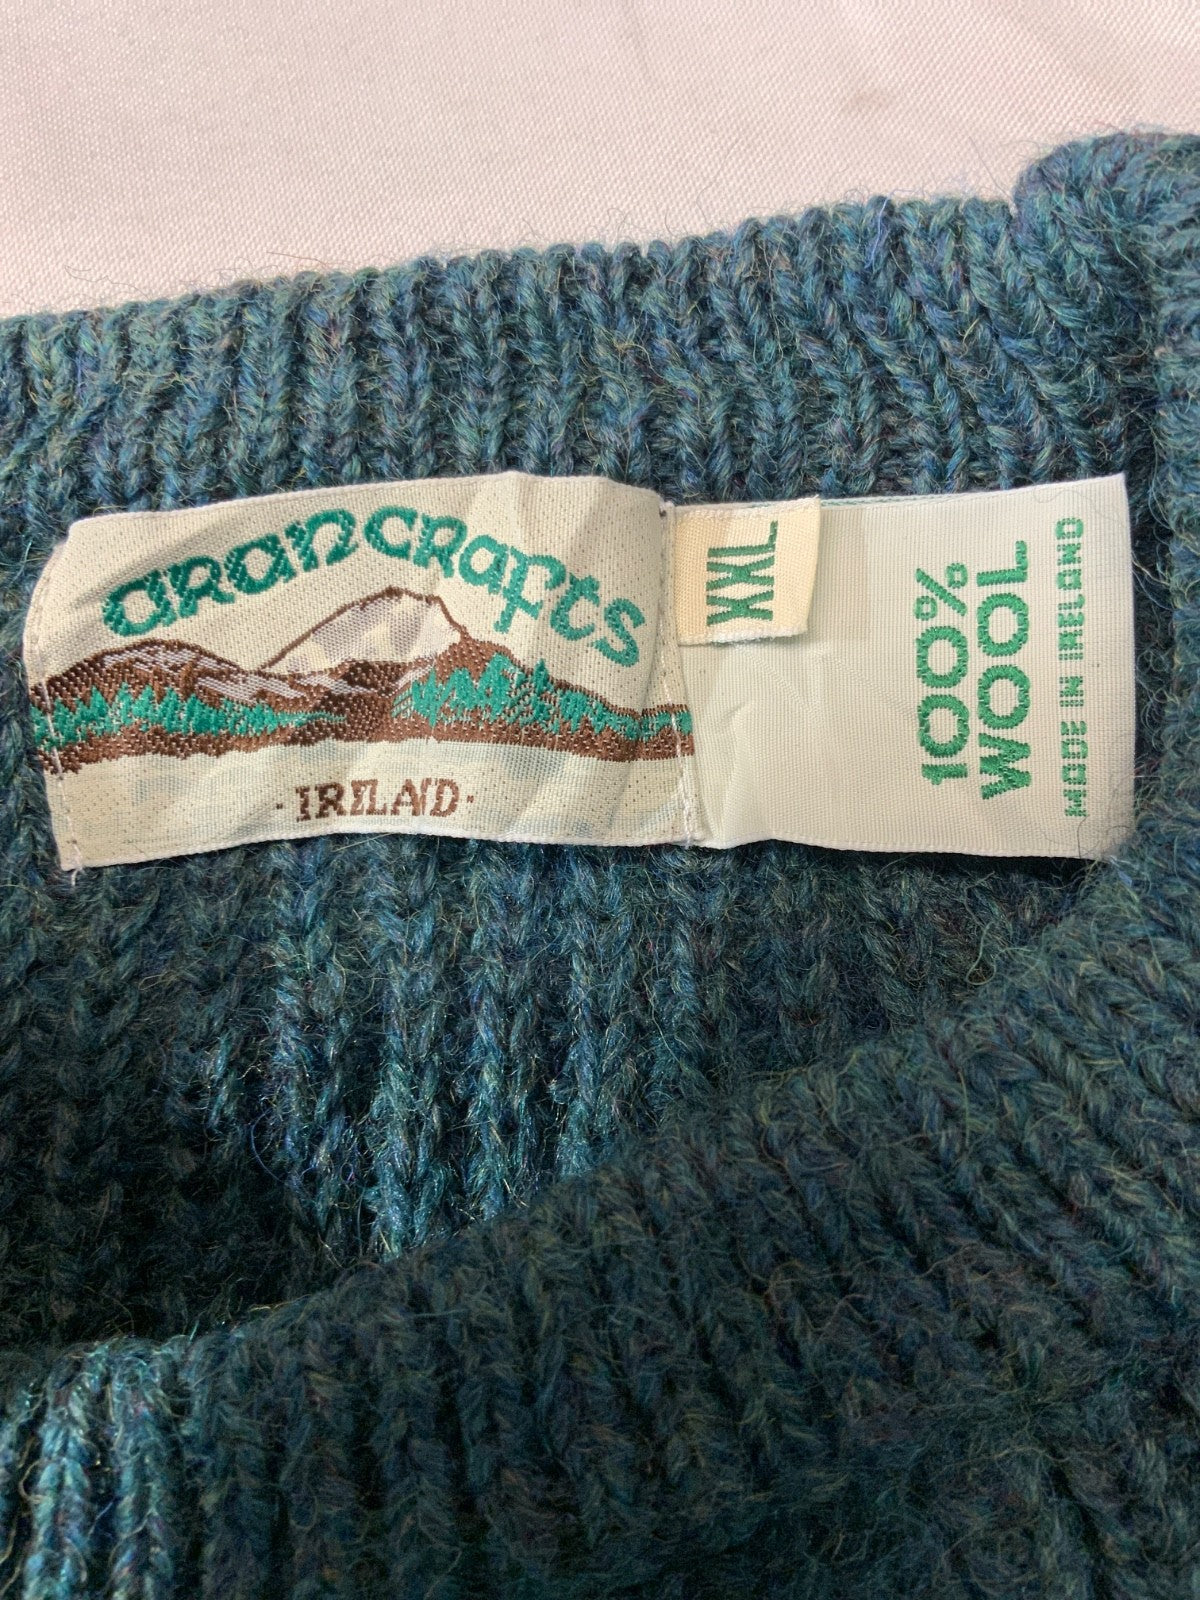 arancrafts
· IRELAND ·
XXL
100%
WOOL
MADE IN IRELAND